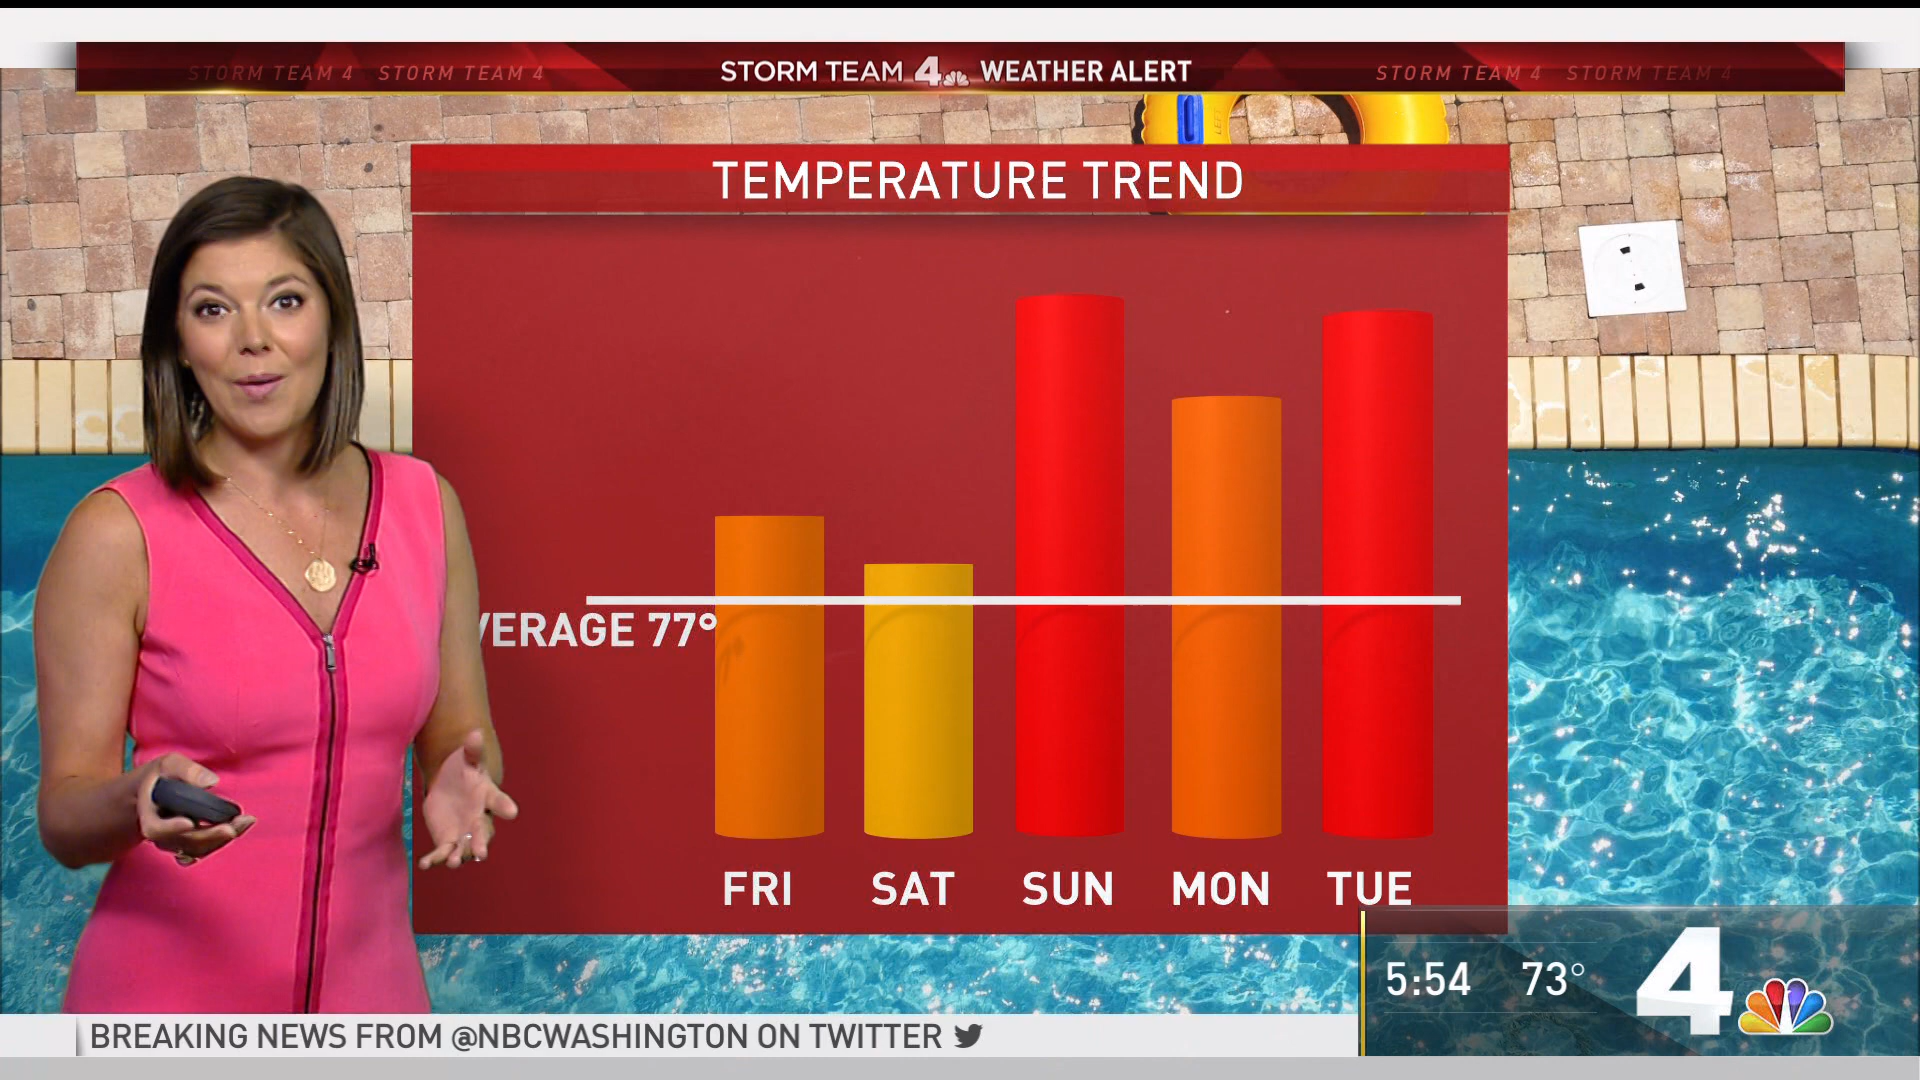 STORM TEAM 4 STORM TEAM 4 STORM TEAM 4 WEATHER ALERT STORM TEAM 4 STORM TEAM 4
TEMPERATURE TREND
VERAGE 77°
FRI SAT SUN MON TUE
5:54 73° 4
BREAKING NEWS FROM @NBCWASHINGTON ON TWITTER